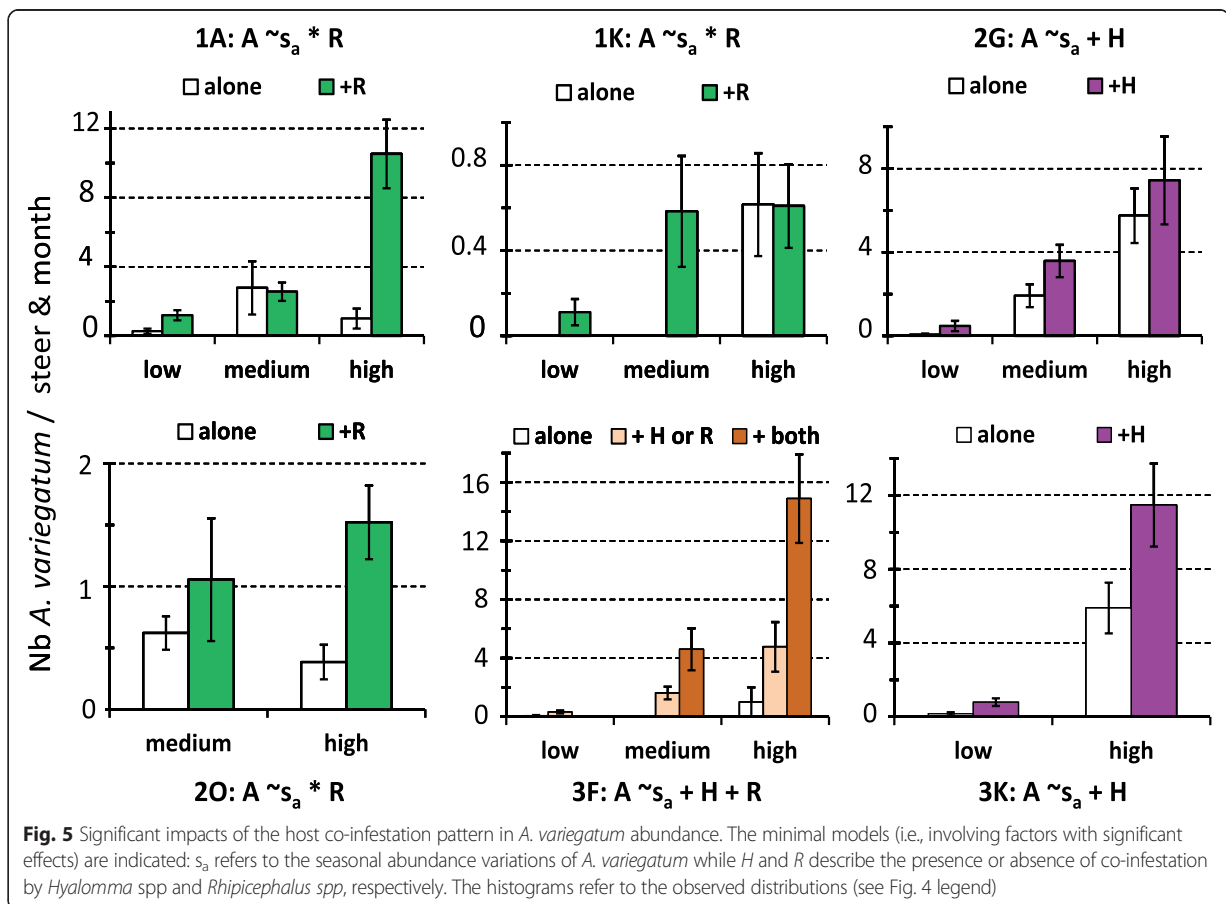 1A: A ~sa * R
alone +R
12
8
4
0
low medium high
1K: A ~sa * R
alone +R
0.8
0.4
0
low medium high
2G: A ~sa + H
alone +H
8
4
0
low medium high
Nb A. variegatum / steer & month
alone +R
2
1
0
medium high
2O: A ~sa * R
alone + H or R + both
16
12
8
4
0
low medium high
3F: A ~sa + H + R
alone +H
12
8
4
0
low high
3K: A ~sa + H
Fig. 5 Significant impacts of the host co-infestation pattern in A. variegatum abundance. The minimal models (i.e., involving factors with significant
effects) are indicated: sa refers to the seasonal abundance variations of A. variegatum while H and R describe the presence or absence of co-infestation
by Hyalomma spp and Rhipicephalus spp, respectively. The histograms refer to the observed distributions (see Fig. 4 legend)